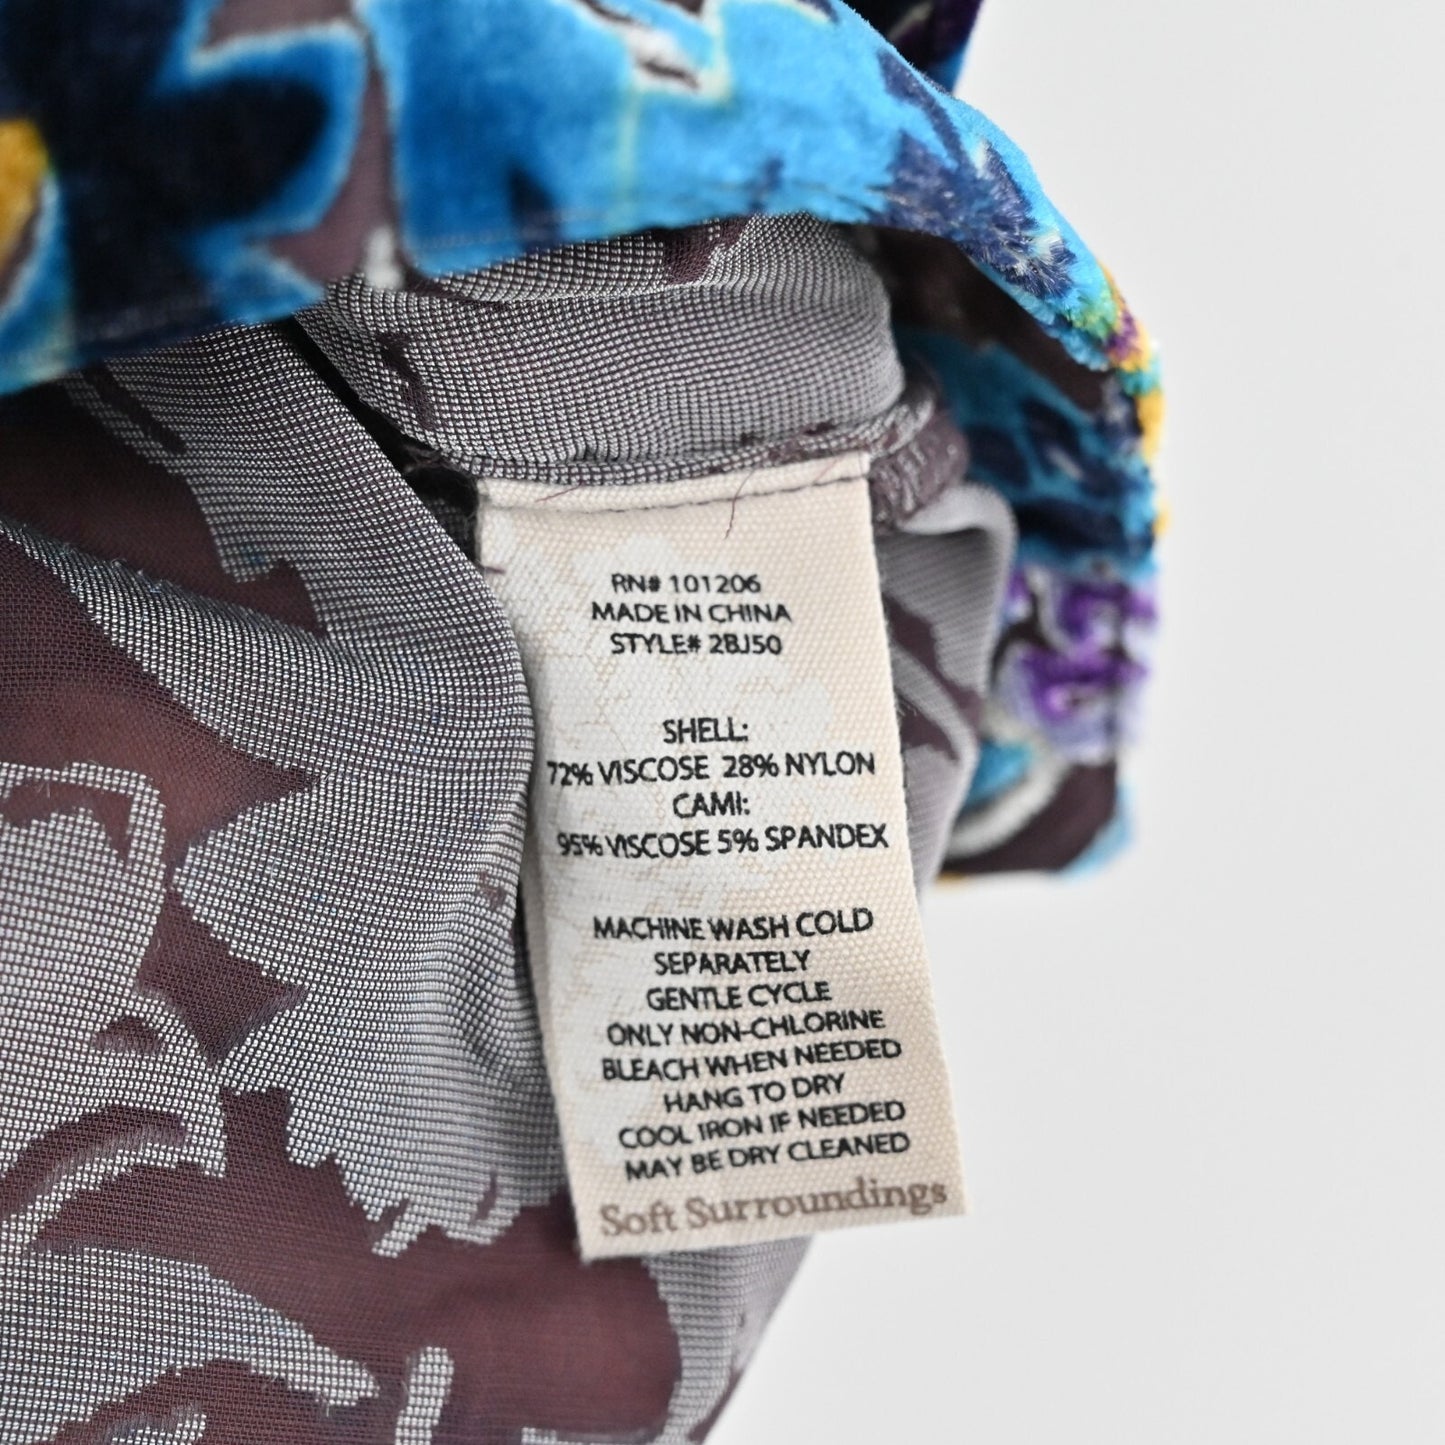 RN# 101206
MADE IN CHINA
STYLE# 2BJ50
SHELL:
72% VISCOSE 28% NYLON
CAMI:
95% VISCOSE 5% SPANDEX
MACHINE WASH COLD
SEPARATELY
GENTLE CYCLE
ONLY NON-CHLORINE
BLEACH WHEN NEEDED
HANG TO DRY
COOL IRON IF NEEDED
MAY BE DRY CLEANED
Soft Surroundings